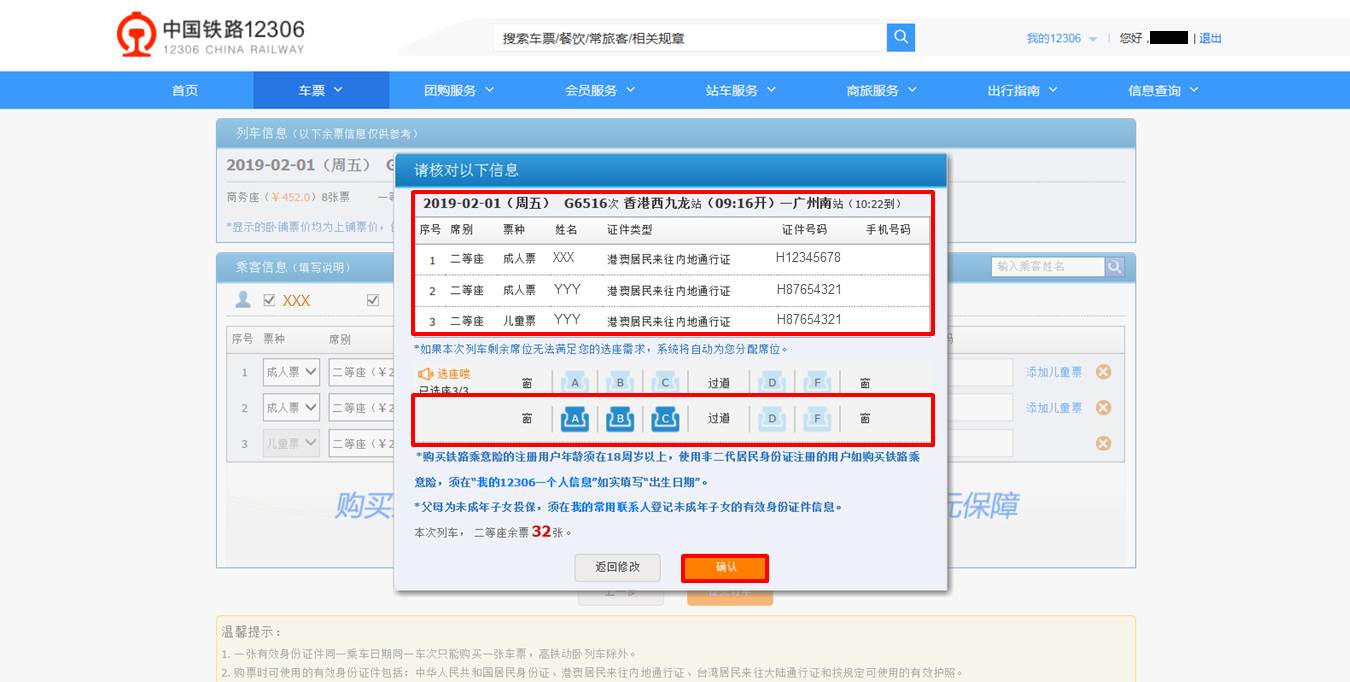 中国铁路12306
12306 CHINA RAILWAY
搜索车票/餐饮/常旅客/相关规章
我的12306 | 您好 , | 退出
首页 车票 团购服务 会员服务 站车服务 商旅服务 出行指南 信息查询
列车信息（以下余票信息仅供参考）
2019-02-01（周五） G
商务座（￥452.0）8张票 一等
*显示的卧铺票价均为上铺票价，
乘客信息（填写说明）
输入乘客姓名
XXX
序号 票种 席别
1 成人票 二等座（￥2 添加儿童票
2 成人票 二等座（￥2 添加儿童票
3 儿童票 二等座（￥2
购买 元保障
请核对以下信息
2019-02-01（周五） G6516次 香港西九龙站（09:16开）—广州南站（10:22到）
序号 席别 票种 姓名 证件类型 证件号码 手机号码
1 二等座 成人票 XXX 港澳居民来往内地通行证 H12345678
2 二等座 成人票 YYY 港澳居民来往内地通行证 H87654321
3 二等座 儿童票 YYY 港澳居民来往内地通行证 H87654321
*如果本次列车剩余席位无法满足您的选座需求，系统将自动为您分配席位。
选座喽
已选座3/3
窗 A B C 过道 D F 窗
窗 A B C 过道 D F 窗
*购买铁路乘意险的注册用户年龄须在18周岁以上，使用非二代居民身份证注册的用户如购买铁路乘
意险，须在“我的12306—个人信息”如实填写“出生日期”。
*父母为未成年子女投保，须在我的常用联系人登记未成年子女的有效身份证件信息。
本次列车， 二等座余票32张。
返回修改 确认
上一步 提交订单
温馨提示：
1. 一张有效身份证件同一乘车日期同一车次只能购买一张车票，高铁动卧列车除外。
2. 购票时可使用的有效身份证件包括：中华人民共和国居民身份证、港澳居民来往内地通行证、台湾居民来往大陆通行证和按规定可使用的有效护照。